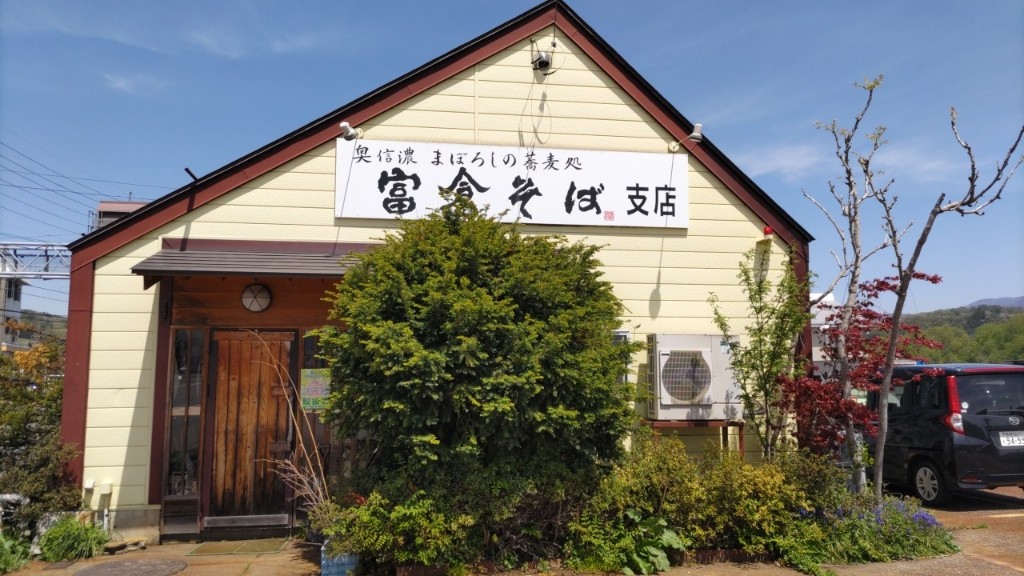 奥信濃 まぼろしの蕎麦処
富倉そば 支店